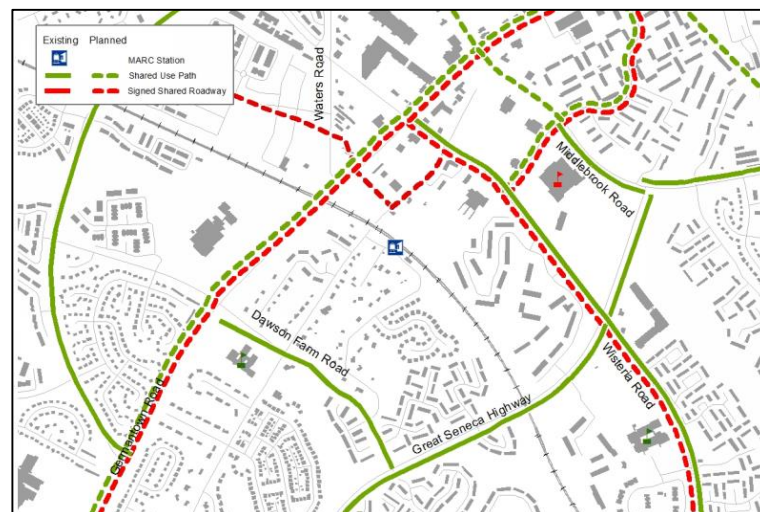 Existing Planned
MARC Station
Shared Use Path
Signed Shared Roadway
Waters Road
Middlebrook Road
Dawson Farm Road
Germantown Road
Great Seneca Highway
Wisteria Road